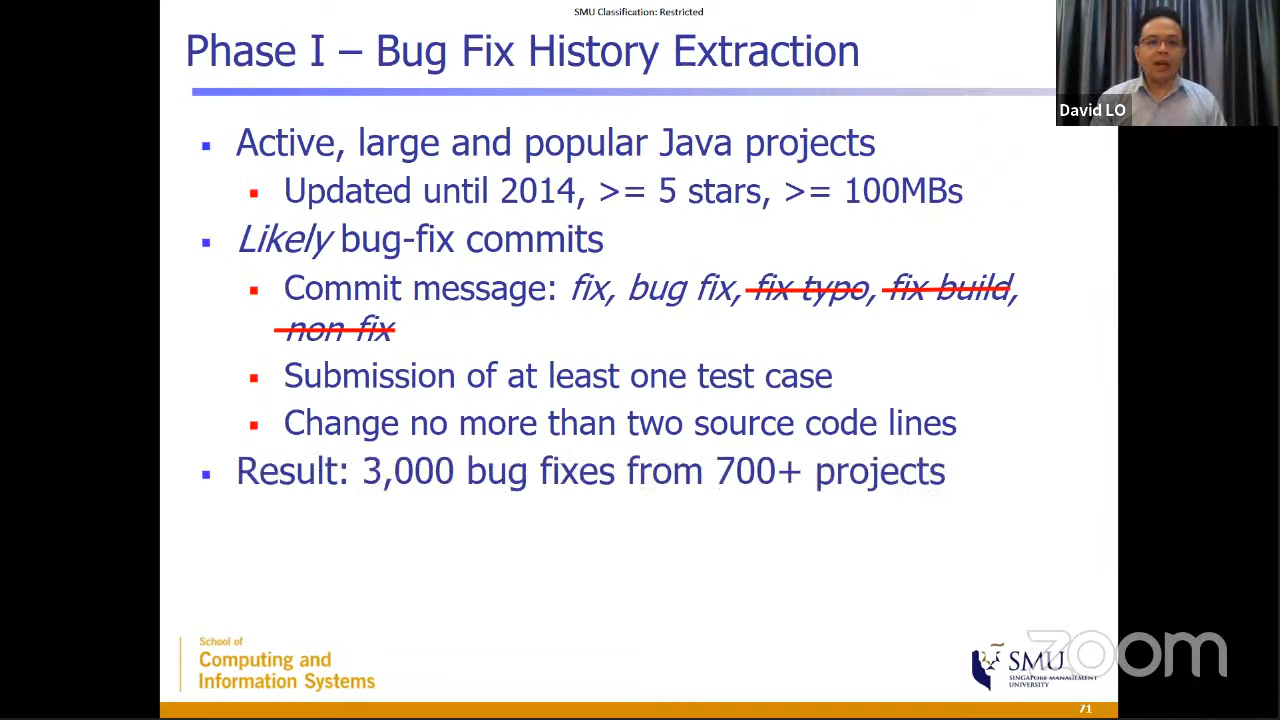 SMU Classification: Restricted
Phase I – Bug Fix History Extraction
David LO
Active, large and popular Java projects
Updated until 2014, >= 5 stars, >= 100MBs
Likely bug-fix commits
Commit message: fix, bug fix, fix typo, fix build,
non fix
Submission of at least one test case
Change no more than two source code lines
Result: 3,000 bug fixes from 700+ projects
School of
Computing and
Information Systems
SMU
SINGAPORE MANAGEMENT
UNIVERSITY
zoom
71